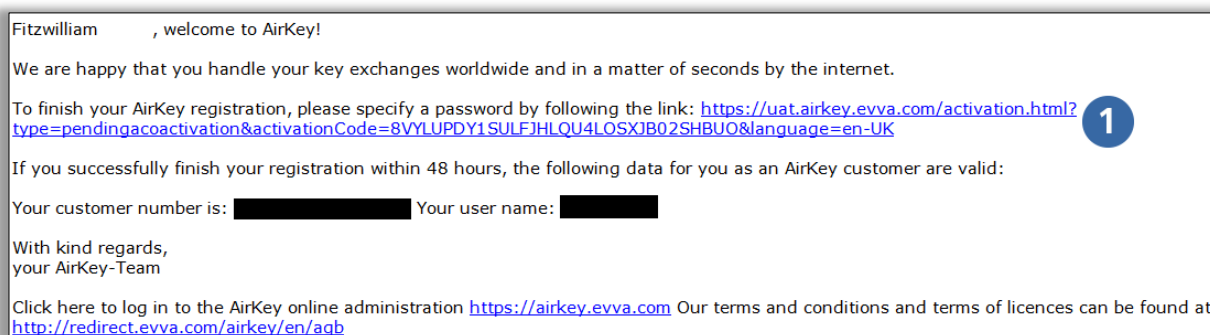 Fitzwilliam , welcome to AirKey!
We are happy that you handle your key exchanges worldwide and in a matter of seconds by the internet.
To finish your AirKey registration, please specify a password by following the link: https://uat.airkey.evva.com/activation.html?
type=pendingacoactivation&activationCode=8VYLUPDY1SULFJHLQU4LOSXJB02SHBUO&language=en-UK
1
If you successfully finish your registration within 48 hours, the following data for you as an AirKey customer are valid:
Your customer number is: Your user name:
With kind regards,
your AirKey-Team
Click here to log in to the AirKey online administration https://airkey.evva.com Our terms and conditions and terms of licences can be found at
http://redirect.evva.com/airkey/en/agb